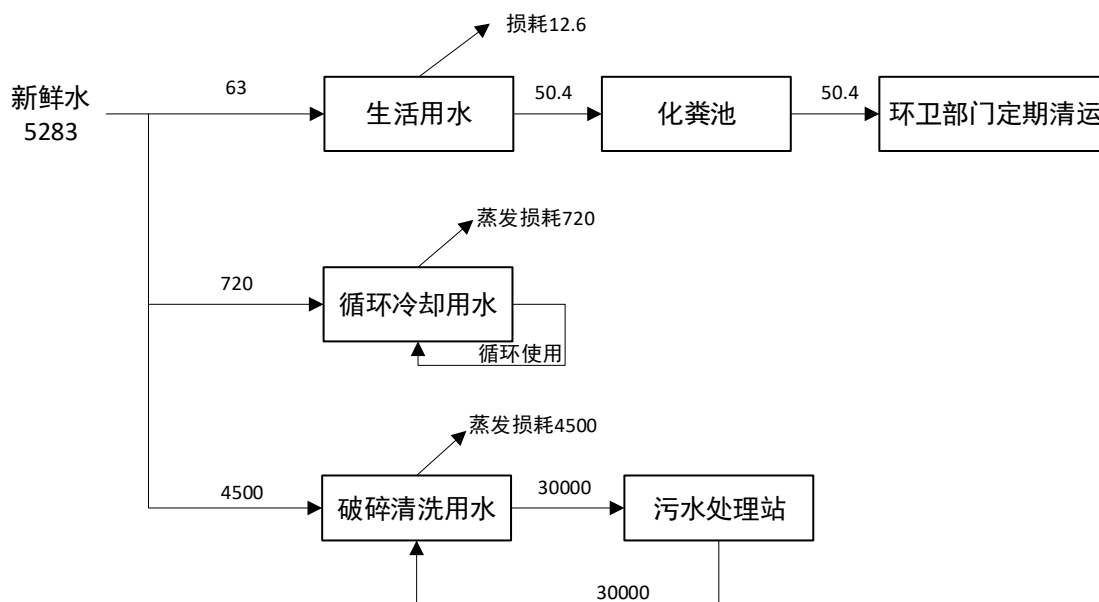 损耗12.6
新鲜水
5283
63
生活用水
50.4
化粪池
50.4
环卫部门定期清运
蒸发损耗720
720
循环冷却用水
循环使用
蒸发损耗4500
4500
破碎清洗用水
30000
污水处理站
30000